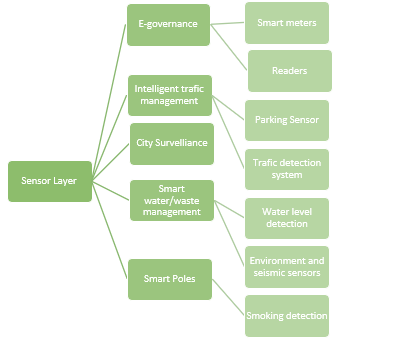 E-governance
Smart meters
Readers
Intelligent trafic
management
Parking Sensor
Trafic detection
system
City Survelliance
Sensor Layer
Smart
water/waste
management
Water level
detection
Environment and
seismic sensors
Smart Poles
Smoking detection